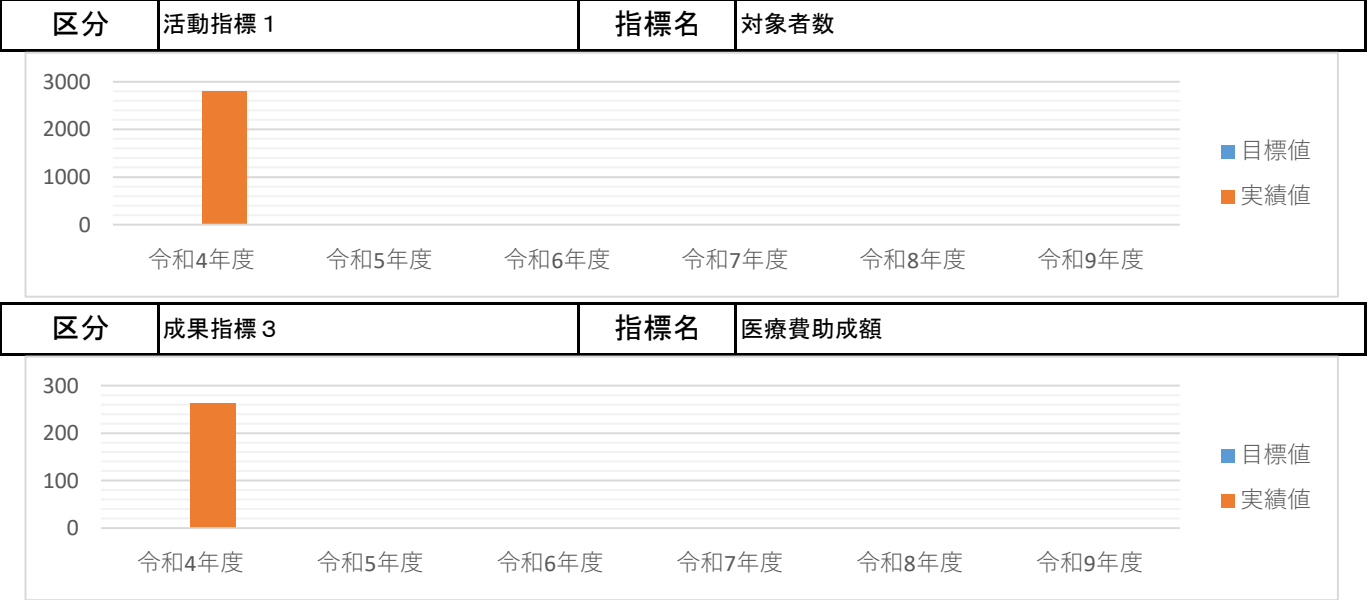 区分 活動指標１ 指標名 対象者数
3000
2000
1000
0
令和4年度 令和5年度 令和6年度 令和7年度 令和8年度 令和9年度
目標値
実績値
区分 成果指標３ 指標名 医療費助成額
300
200
100
0
令和4年度 令和5年度 令和6年度 令和7年度 令和8年度 令和9年度
目標値
実績値